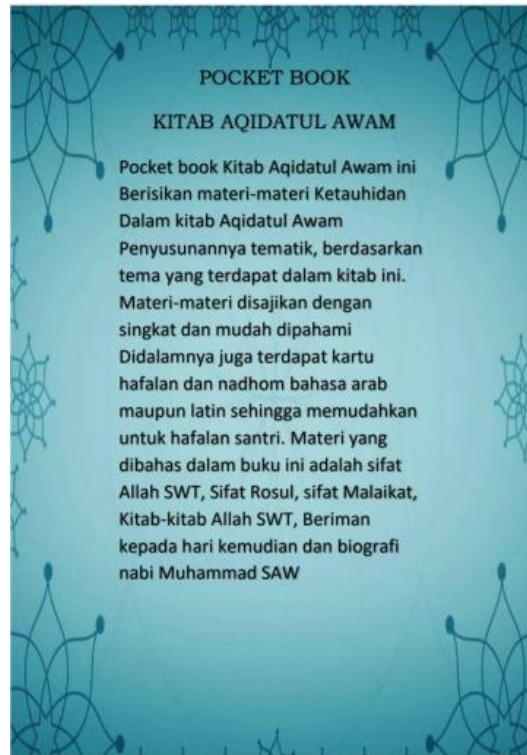 POCKET BOOK
KITAB AQIDATUL AWAM
Pocket book Kitab Aqidatul Awam ini
Berisikan materi-materi Ketauhidan
Dalam kitab Aqidatul Awam
Penyusunannya tematik, berdasarkan
tema yang terdapat dalam kitab ini.
Materi-materi disajikan dengan
singkat dan mudah dipahami
Didalamnya juga terdapat kartu
hafalan dan nadhom bahasa arab
maupun latin sehingga memudahkan
untuk hafalan santri. Materi yang
dibahas dalam buku ini adalah sifat
Allah SWT, Sifat Rosul, sifat Malaikat,
Kitab-kitab Allah SWT, Beriman
kepada hari kemudian dan biografi
nabi Muhammad SAW